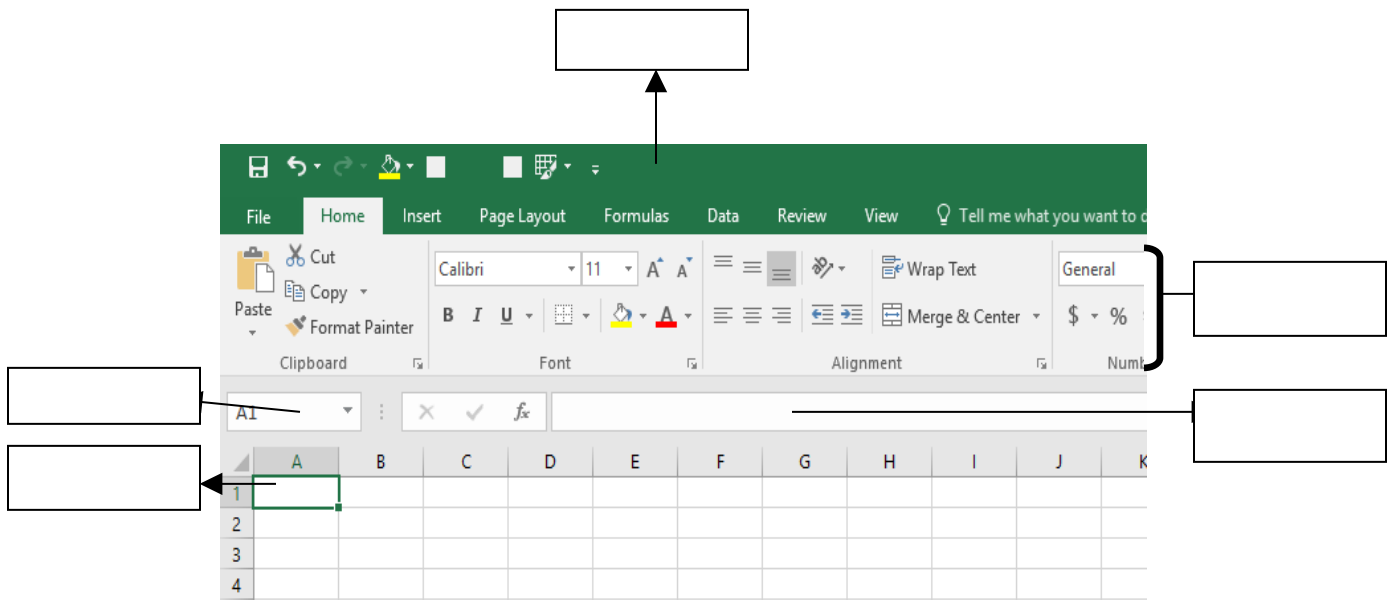 File Home Insert Page Layout Formulas Data Review View Tell me what you want to d
Cut
Copy
Paste
Format Painter
Clipboard
Calibri 11 A A
B I U A
Font
ab Wrap Text
Merge & Center
Alignment
General
$ %
Numb
A1 fx
A B C D E F G H I J K
1
2
3
4